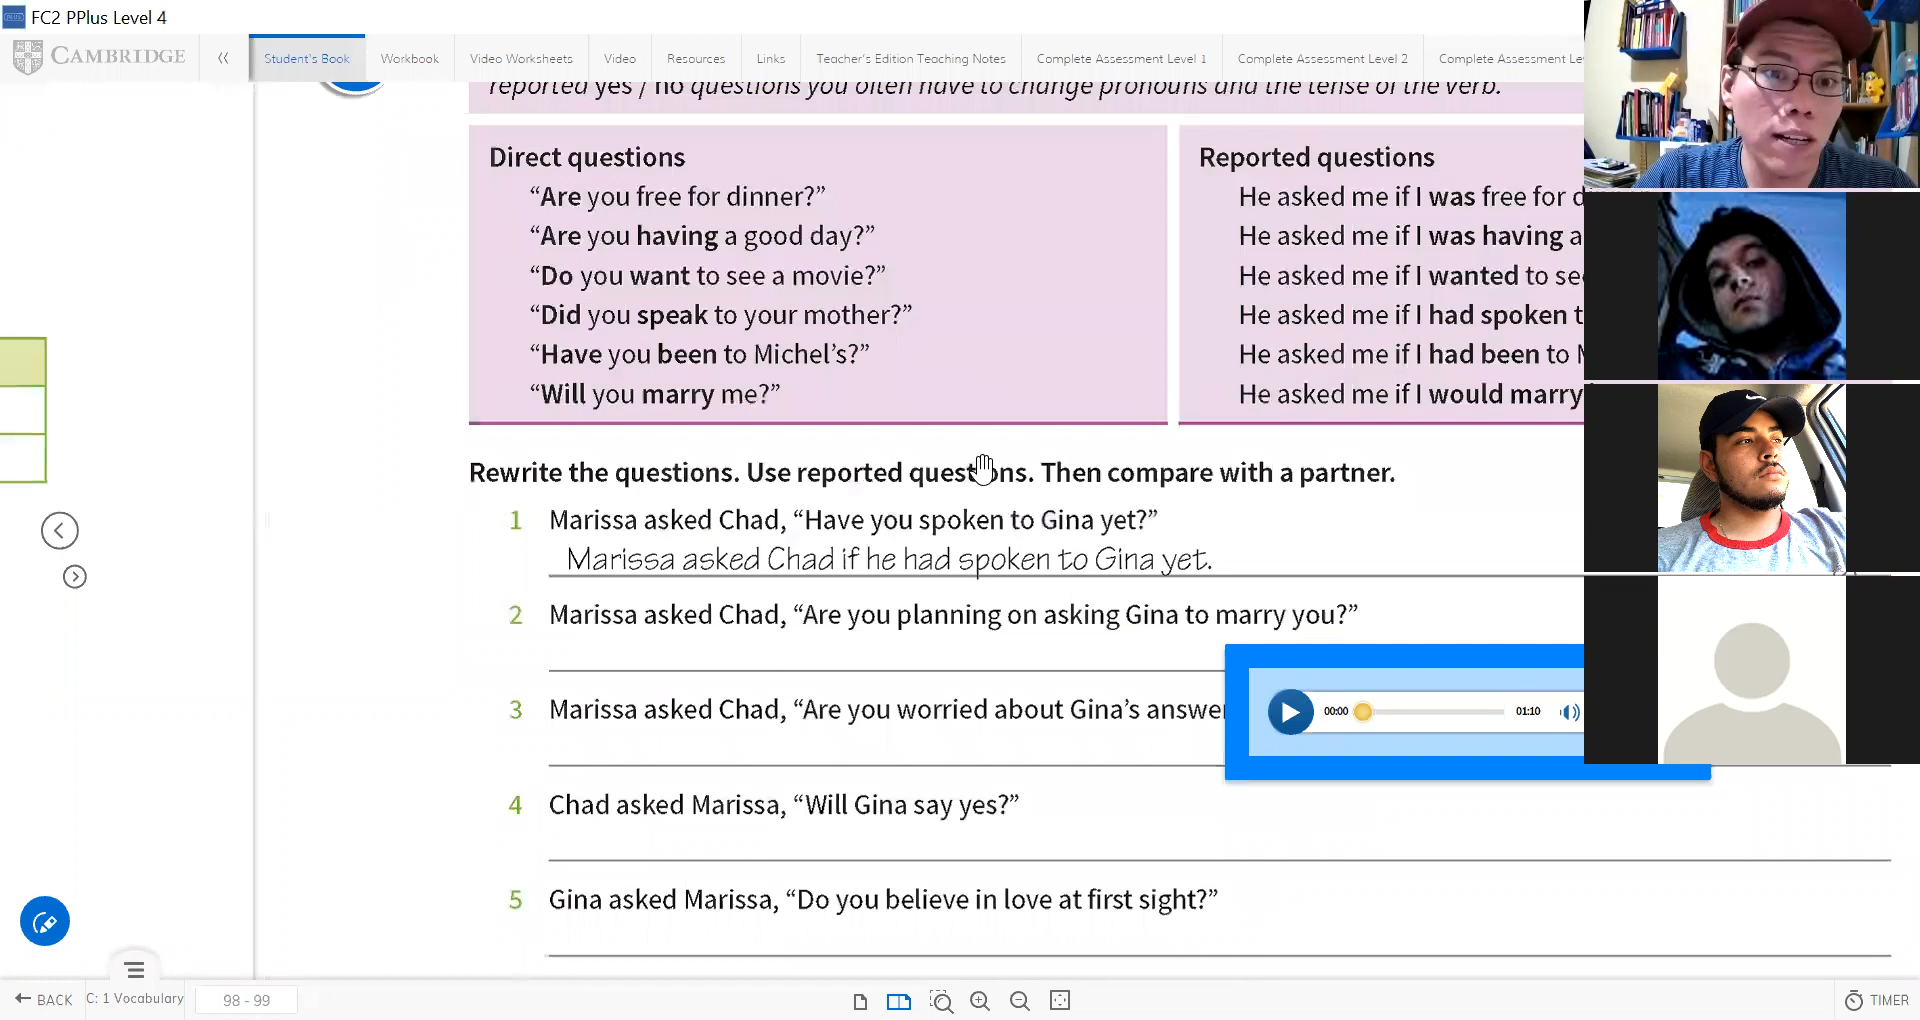 FC2 PPlus Level 4
CAMBRIDGE
Student's Book
Workbook
Video Worksheets
Video
Resources
Links
Teacher's Edition Teaching Notes
Complete Assessment Level 1
Complete Assessment Level 2
Complete Assessment Le
reported yes / no questions you often have to change pronouns and the tense of the verb.
Direct questions
“Are you free for dinner?”
“Are you having a good day?”
“Do you want to see a movie?”
“Did you speak to your mother?”
“Have you been to Michel’s?”
“Will you marry me?”
Reported questions
He asked me if I was free for d
He asked me if I was having a
He asked me if I wanted to se
He asked me if I had spoken t
He asked me if I had been to M
He asked me if I would marry
Rewrite the questions. Use reported questions. Then compare with a partner.
1 Marissa asked Chad, “Have you spoken to Gina yet?”
Marissa asked Chad if he had spoken to Gina yet.
2 Marissa asked Chad, “Are you planning on asking Gina to marry you?”
3 Marissa asked Chad, “Are you worried about Gina’s answer
00:00
01:10
4 Chad asked Marissa, “Will Gina say yes?”
5 Gina asked Marissa, “Do you believe in love at first sight?”
BACK
C: 1 Vocabulary
98 - 99
TIMER